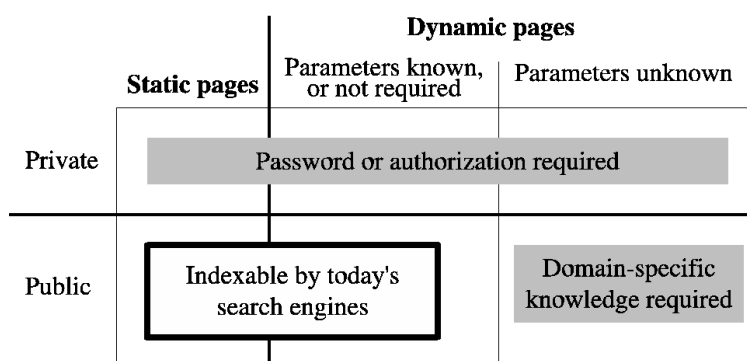 Dynamic pages
Static pages
Parameters known,
or not required
Parameters unknown
Private
Password or authorization required
Public
Indexable by today's
search engines
Domain-specific
knowledge required